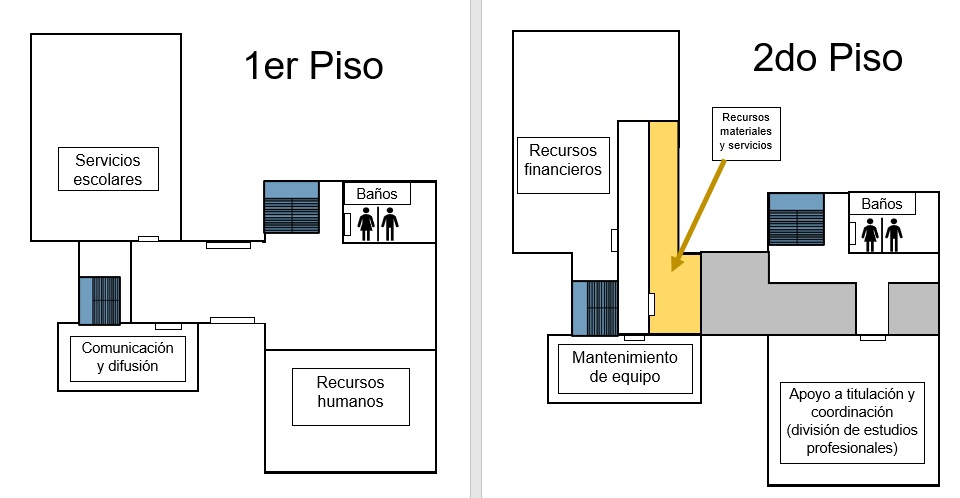 1er Piso
Servicios
escolares
Baños
Comunicación
y difusión
Recursos
humanos
2do Piso
Recursos
materiales
y servicios
Recursos
financieros
Baños
Mantenimiento
de equipo
Apoyo a titulación y
coordinación
(división de estudios
profesionales)